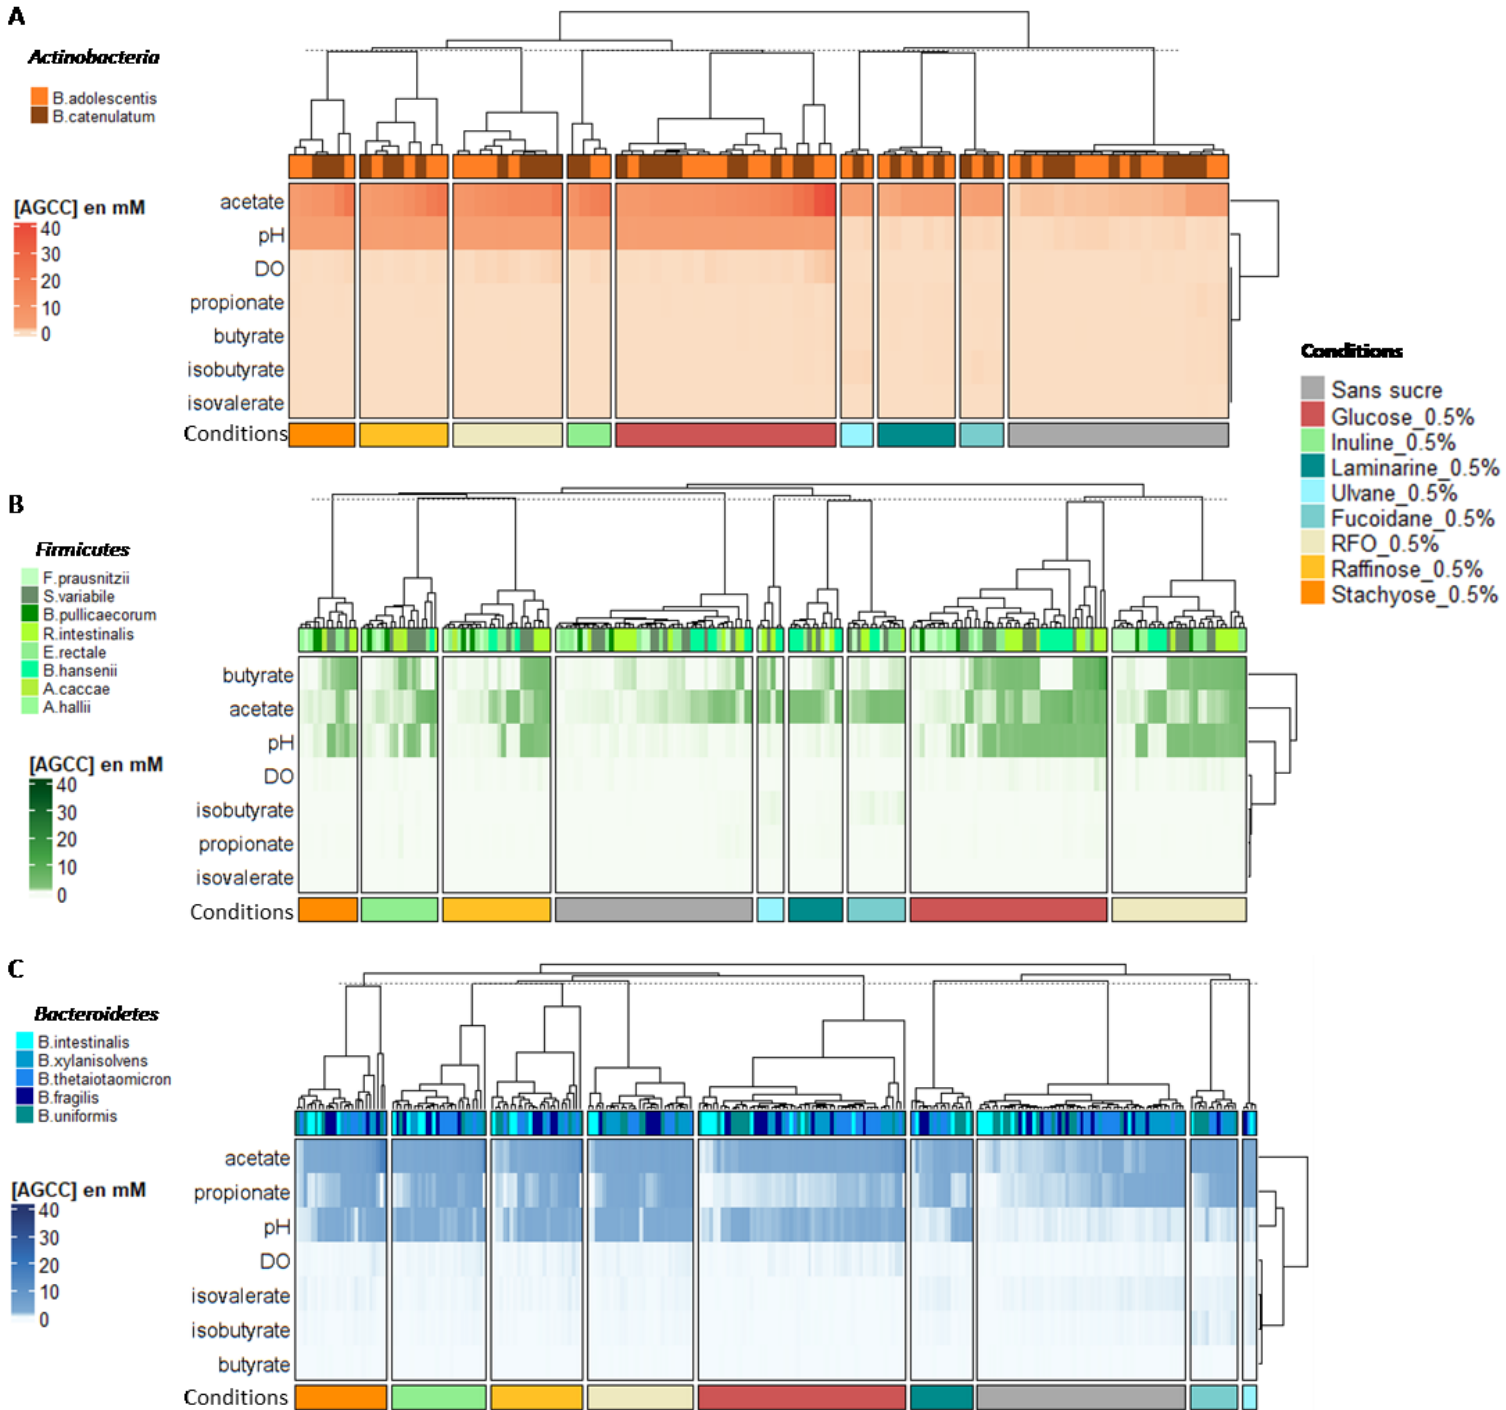 A
Actinobacteria
B.adolescentis
B.catenulatum
[AGCC] en mM
40
30
20
10
0
acetate
pH
DO
propionate
butyrate
isobutyrate
isovalerate
Conditions
Conditions
Sans sucre
Glucose_0.5%
Inuline_0.5%
Laminarine_0.5%
Ulvane_0.5%
Fucoidane_0.5%
RFO_0.5%
Raffinose_0.5%
Stachyose_0.5%
B
Firmicutes
F.prausnitzii
S.variabile
B.pullicaecorum
R.intestinalis
E.rectale
B.hansenii
A.caccae
A.hallii
[AGCC] en mM
40
30
20
10
0
butyrate
acetate
pH
DO
isobutyrate
propionate
isovalerate
Conditions
C
Bacteroidetes
B.intestinalis
B.xylanisolvens
B.thetaiotaomicron
B.fragilis
B.uniformis
[AGCC] en mM
40
30
20
10
0
acetate
propionate
pH
DO
isovalerate
isobutyrate
butyrate
Conditions